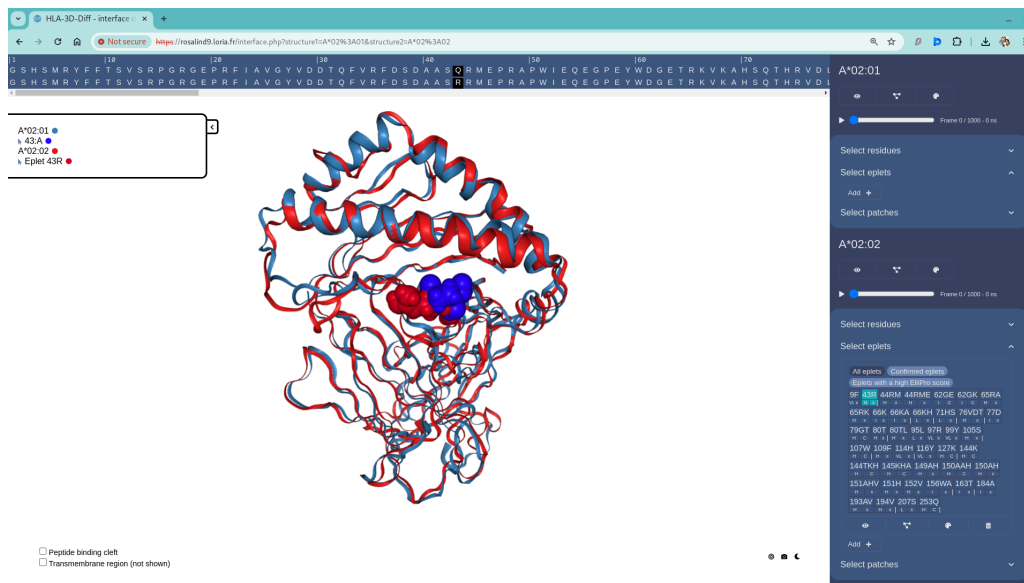 HLA-3D-Diff - interface
Not secure
https://rosalind9.loria.fr/interface.php?structure1=A*02%3A01&structure2=A*02%3A02
|1 |10 |20 |30 |40 |50 |60 |70
G S H S M R Y F F T S V S R P G R G E P R F I A V G Y V D D T Q F V R F D S D A A S Q R M E P R A P W I E Q E G P E Y W D G E T R K V K A H S Q T H R V D L
G S H S M R Y F F T S V S R P G R G E P R F I A V G Y V D D T Q F V R F D S D A A S R R M E P R A P W I E Q E G P E Y W D G E T R K V K A H S Q T H R V D L
A*02:01
43:A
A*02:02
Eplet 43R
Peptide binding cleft
Transmembrane region (not shown)
A*02:01
Frame 0 / 1000 - 0 ns
Select residues
Select eplets
Add +
Select patches
A*02:02
Frame 0 / 1000 - 0 ns
Select residues
Select eplets
All eplets Confirmed eplets
Eplets with a high ElliPro score
9F 43R 44RM 44RME 62GE 62GK 65RA
65RK 66K 66KA 66KH 71HS 76VDT 77D
79GT 80T 80TL 95L 97R 99Y 105S
107W 109F 114H 116Y 127K 144K
144TKH 145KHA 149AH 150AAH 150AH
151AHV 151H 152V 156WA 163T 184A
193AV 194V 207S 253Q
Add +
Select patches